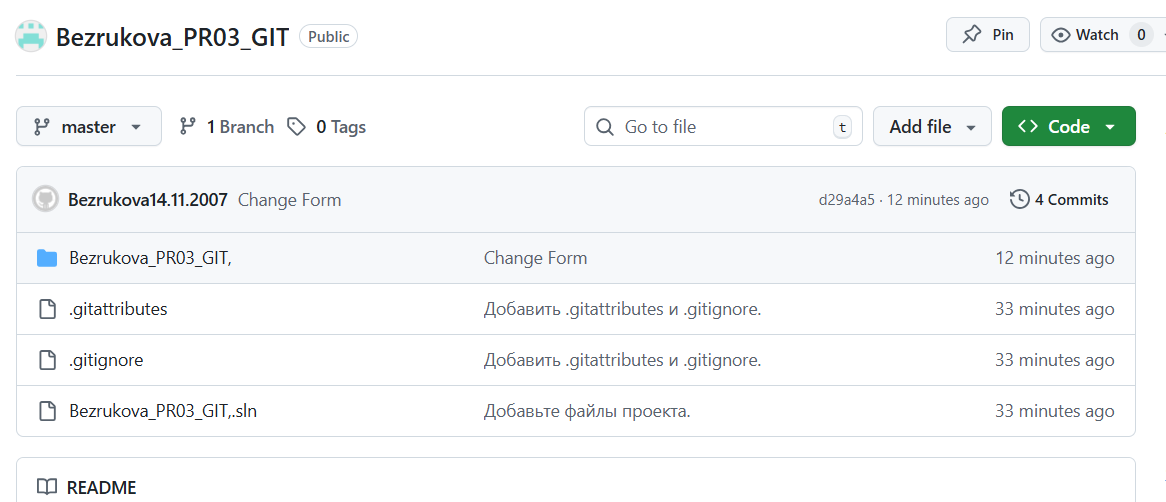 Bezrukova_PR03_GIT Public Pin Watch 0
master 1 Branch 0 Tags Go to file t Add file Code
Bezrukova14.11.2007 Change Form d29a4a5 · 12 minutes ago 4 Commits
Bezrukova_PR03_GIT, Change Form 12 minutes ago
.gitattributes Добавить .gitattributes и .gitignore. 33 minutes ago
.gitignore Добавить .gitattributes и .gitignore. 33 minutes ago
Bezrukova_PR03_GIT,.sln Добавьте файлы проекта. 33 minutes ago
README